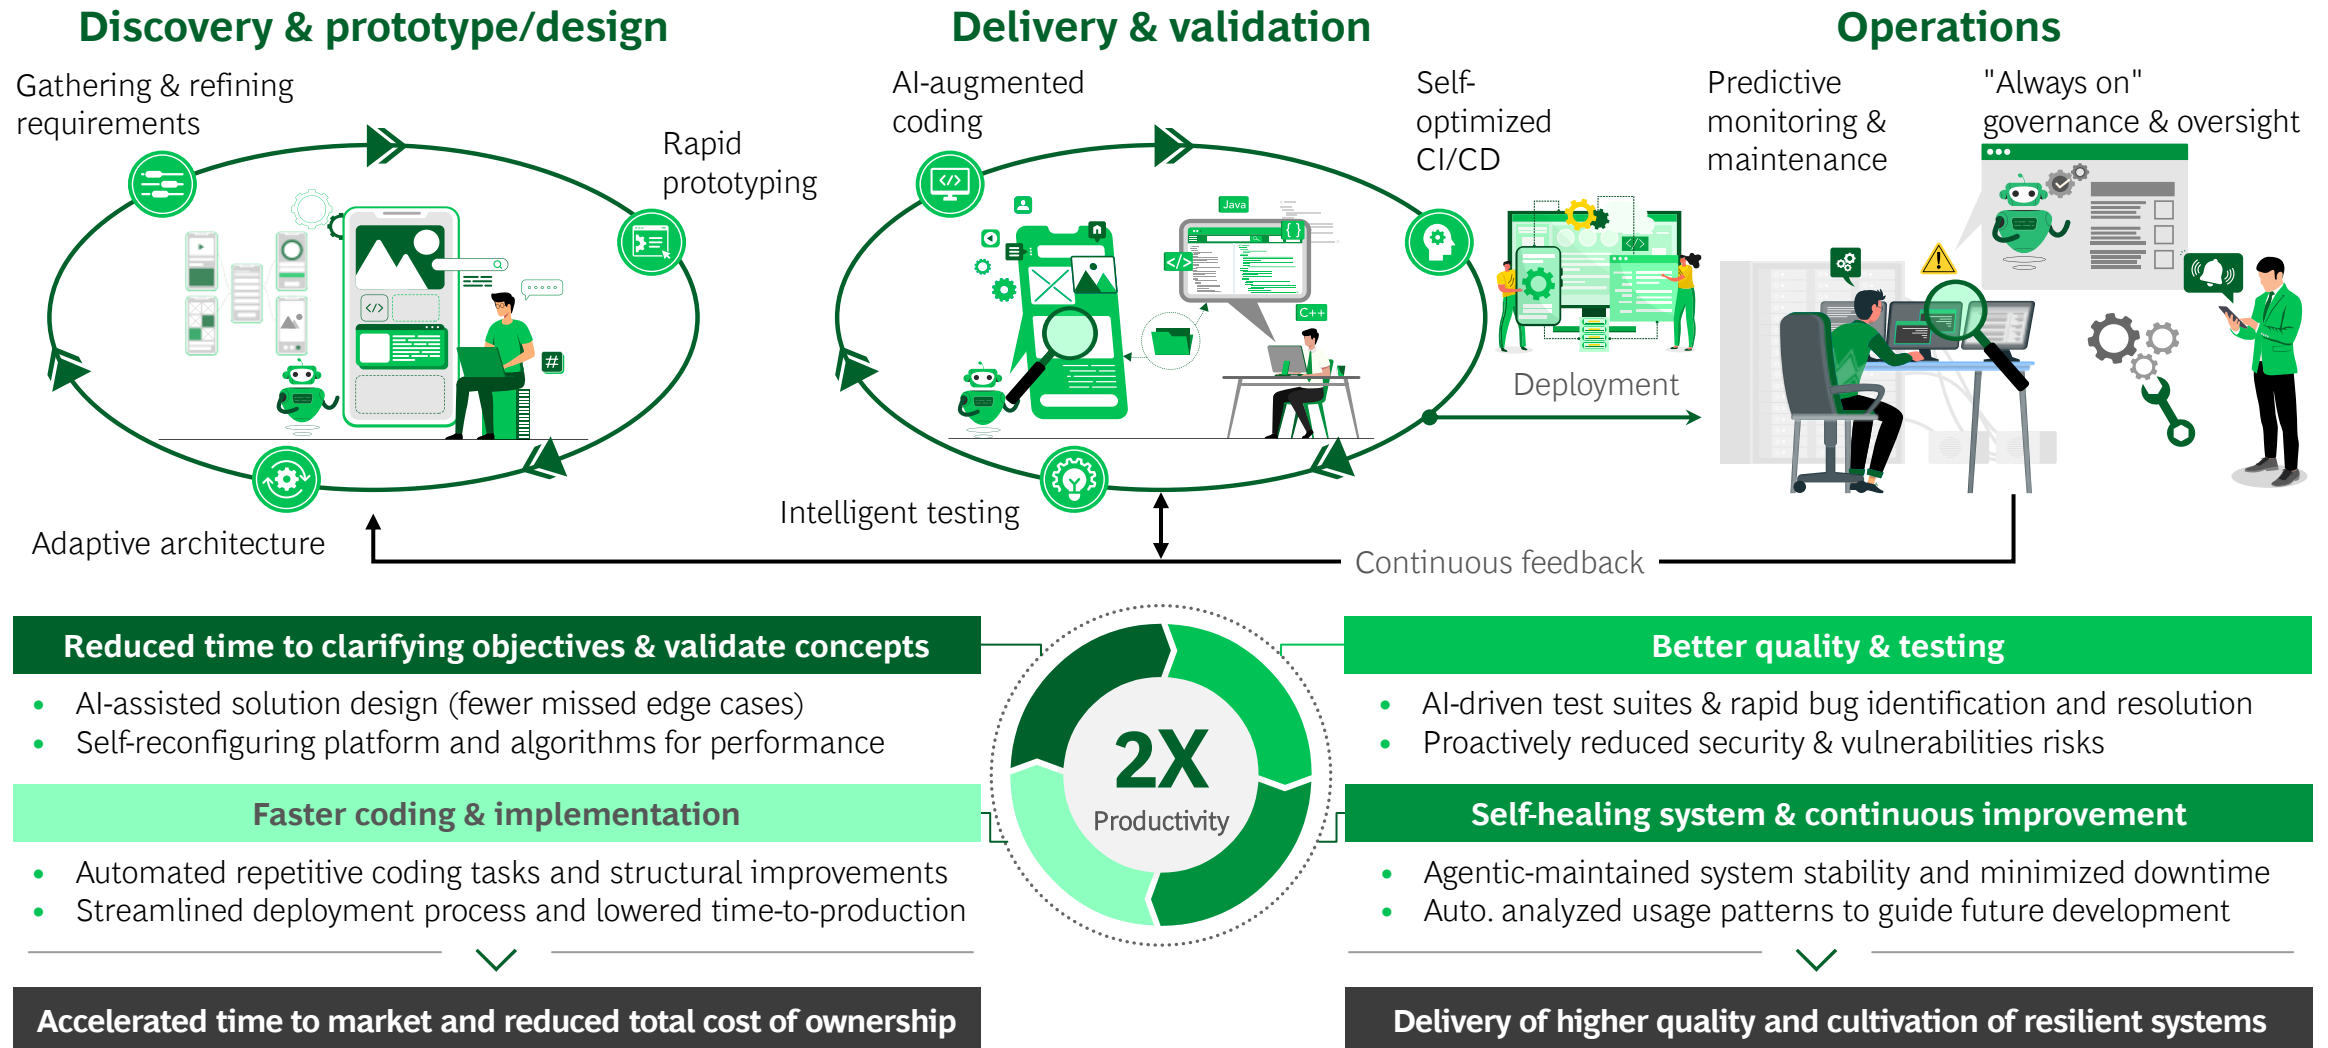 Discovery & prototype/design
Delivery & validation
Operations
Gathering & refining
requirements
Rapid
prototyping
Adaptive architecture
</>
#
AI-augmented
coding
Self-
optimized
CI/CD
Intelligent testing
</>
Java
{ }
</>
C++
</>
Deployment
Predictive
monitoring &
maintenance
"Always on"
governance & oversight
Continuous feedback
Reduced time to clarifying objectives & validate concepts
• AI-assisted solution design (fewer missed edge cases)
• Self-reconfiguring platform and algorithms for performance
Faster coding & implementation
• Automated repetitive coding tasks and structural improvements
• Streamlined deployment process and lowered time-to-production
2X
Productivity
Better quality & testing
• AI-driven test suites & rapid bug identification and resolution
• Proactively reduced security & vulnerabilities risks
Self-healing system & continuous improvement
• Agentic-maintained system stability and minimized downtime
• Auto. analyzed usage patterns to guide future development
Accelerated time to market and reduced total cost of ownership
Delivery of higher quality and cultivation of resilient systems